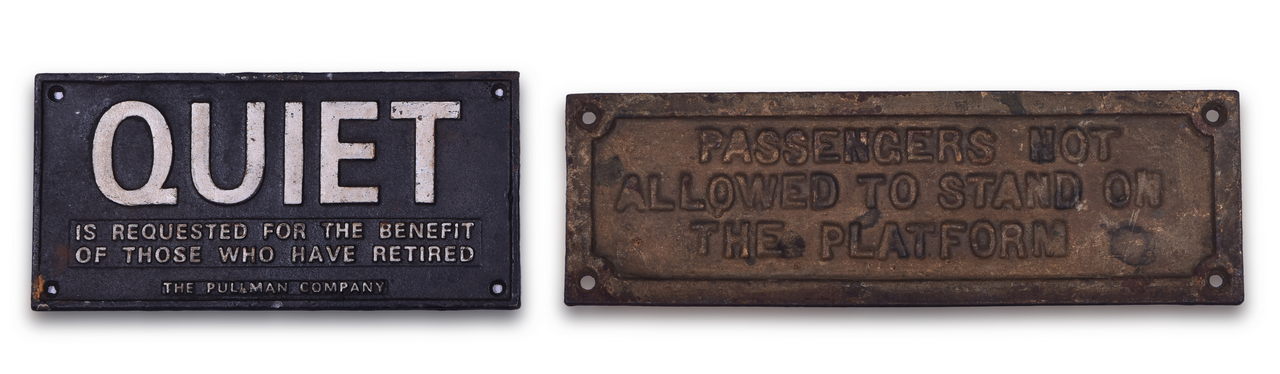 QUIET
IS REQUESTED FOR THE BENEFIT
OF THOSE WHO HAVE RETIRED
THE PULLMAN COMPANY
PASSENGERS NOT
ALLOWED TO STAND ON
THE PLATFORM